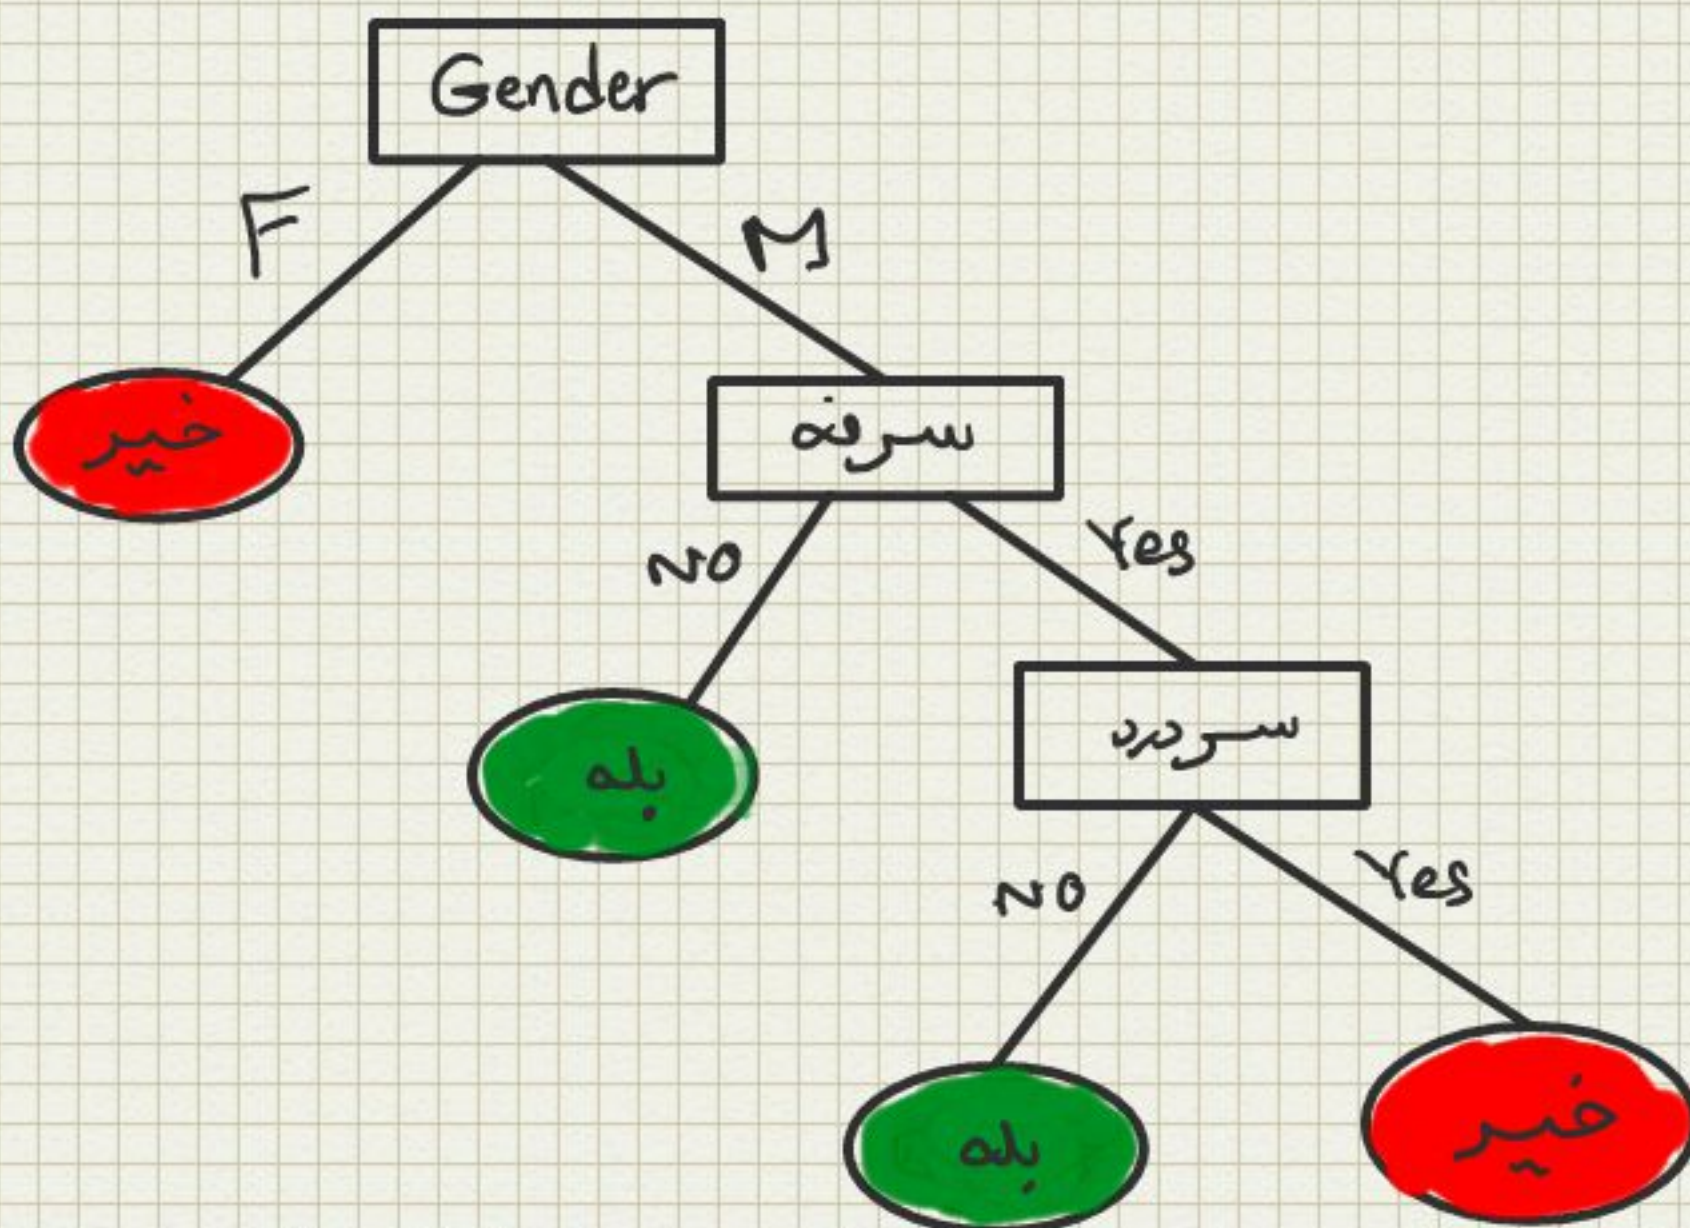 Gender
F
M
خیر
سرفه
No
Yes
بله
سردرد
No
Yes
بله
خیر